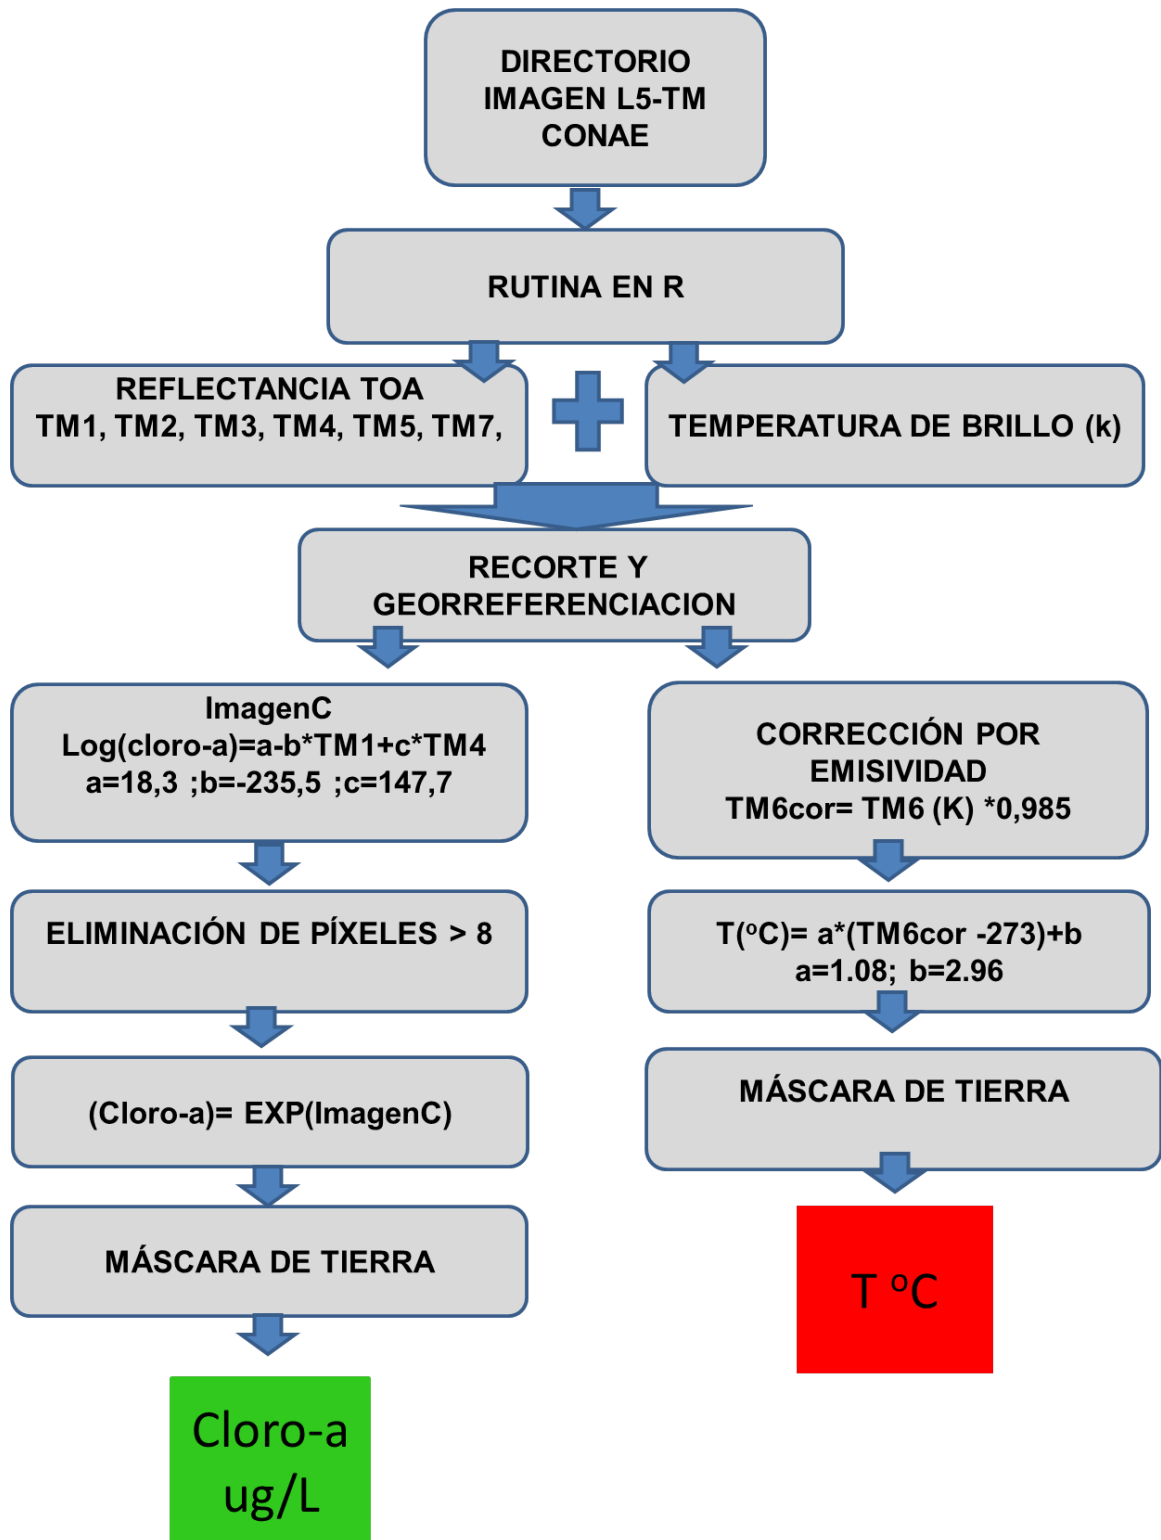 DIRECTORIO
IMAGEN L5-TM
CONAE
RUTINA EN R
REFLECTANCIA TOA
TM1, TM2, TM3, TM4, TM5, TM7,
TEMPERATURA DE BRILLO (k)
RECORTE Y
GEORREFERENCIACION
ImagenC
Log(cloro-a)=a-b*TM1+c*TM4
a=18,3 ;b=-235,5 ;c=147,7
CORRECCIÓN POR
EMISIVIDAD
TM6cor= TM6 (K) *0,985
ELIMINACIÓN DE PÍXELES > 8
T(ºC)= a*(TM6cor -273)+b
a=1.08; b=2.96
(Cloro-a)= EXP(ImagenC)
MÁSCARA DE TIERRA
MÁSCARA DE TIERRA
T ºC
Cloro-a
ug/L